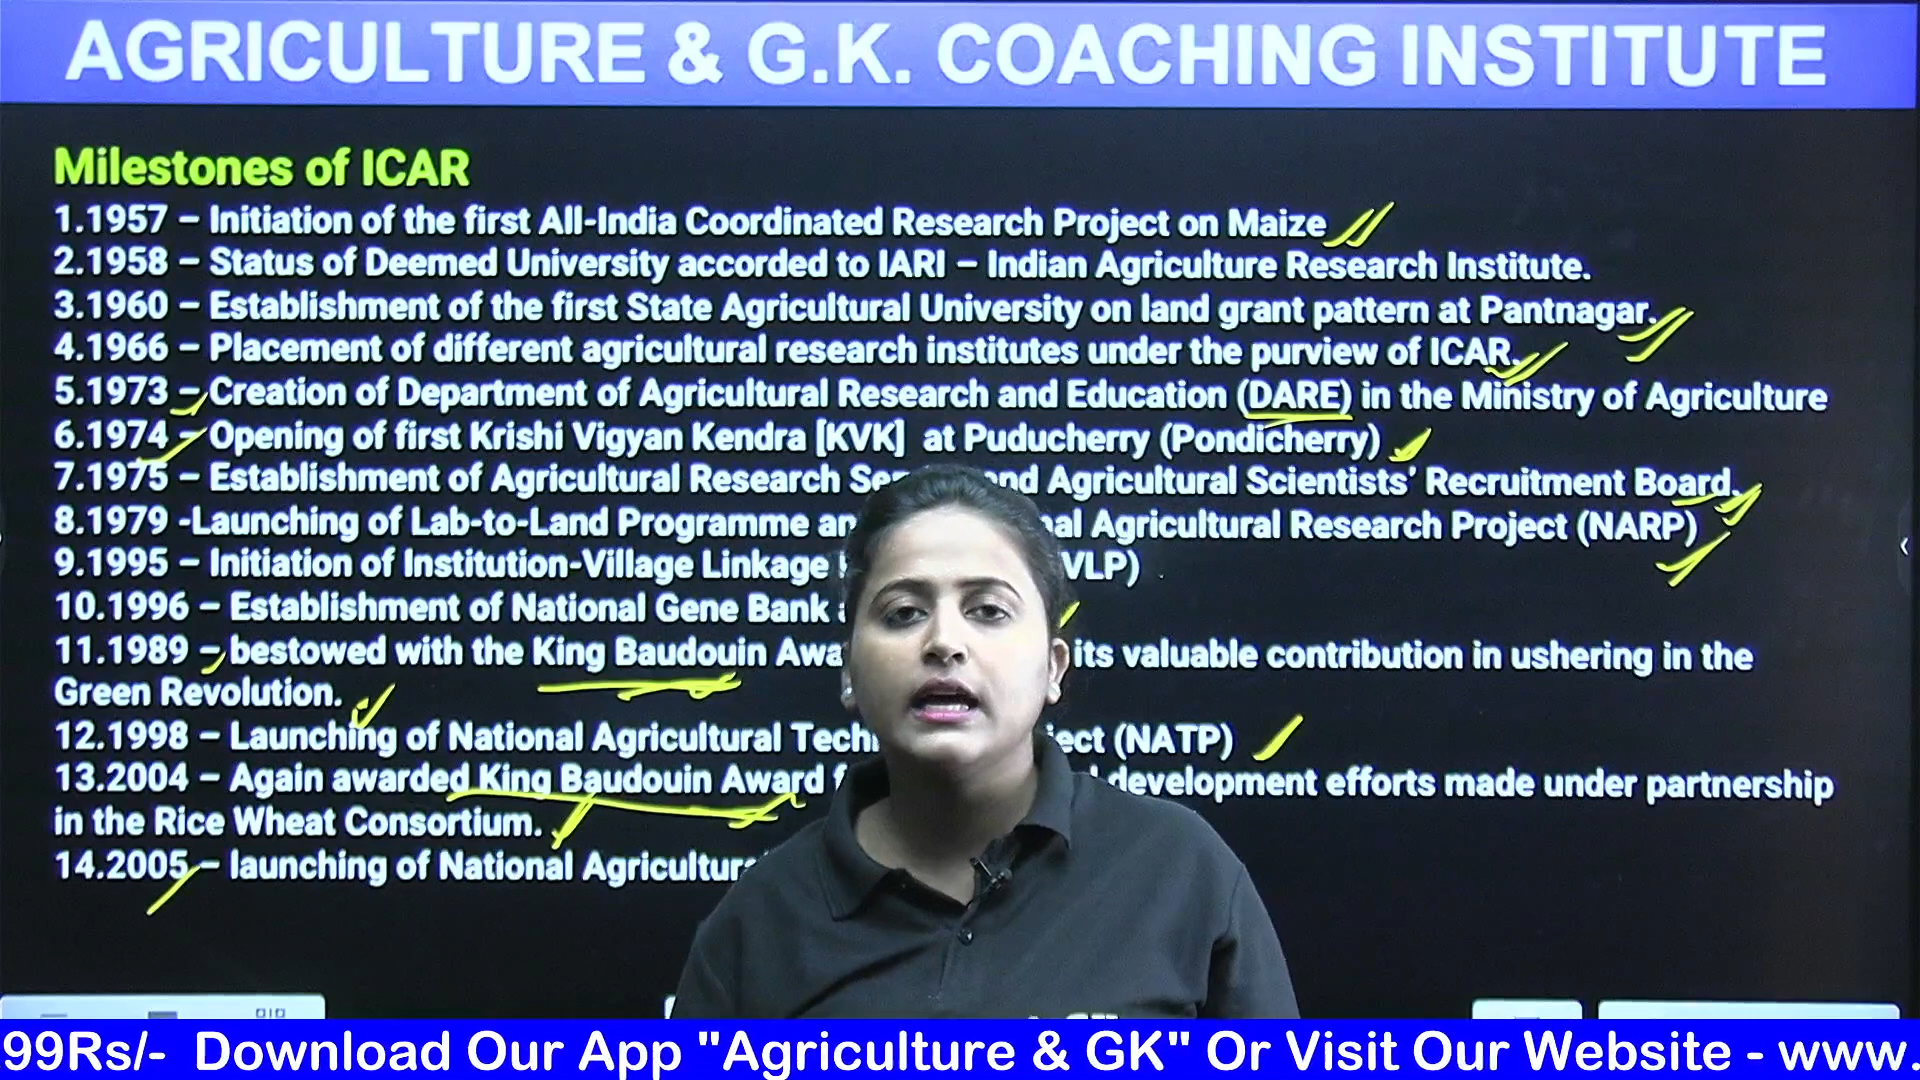 AGRICULTURE & G.K. COACHING INSTITUTE
Milestones of ICAR
1.1957 – Initiation of the first All-India Coordinated Research Project on Maize
2.1958 – Status of Deemed University accorded to IARI – Indian Agriculture Research Institute.
3.1960 – Establishment of the first State Agricultural University on land grant pattern at Pantnagar.
4.1966 – Placement of different agricultural research institutes under the purview of ICAR.
5.1973 – Creation of Department of Agricultural Research and Education (DARE) in the Ministry of Agriculture
6.1974 – Opening of first Krishi Vigyan Kendra [KVK] at Puducherry (Pondicherry)
7.1975 – Establishment of Agricultural Research and Agricultural Scientists' Recruitment Board.
8.1979 -Launching of Lab-to-Land Programme Agricultural Research Project (NARP)
9.1995 – Initiation of Institution-Village Linkage
10.1996 – Establishment of National Gene Bank
11.1989 – bestowed with the King Baudouin its valuable contribution in ushering in the
Green Revolution.
12.1998 – Launching of National Agricultural (NATP)
13.2004 – Again awarded King Baudouin Award development efforts made under partnership
in the Rice Wheat Consortium.
14.2005 – launching of National
99Rs/- Download Our App "Agriculture & GK" Or Visit Our Website - www.